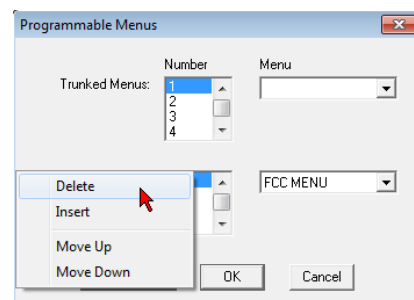 Programmable Menus
Number Menu
Trunked Menus: 1
2
3
4
Delete FCC MENU
Insert
Move Up
Move Down OK Cancel